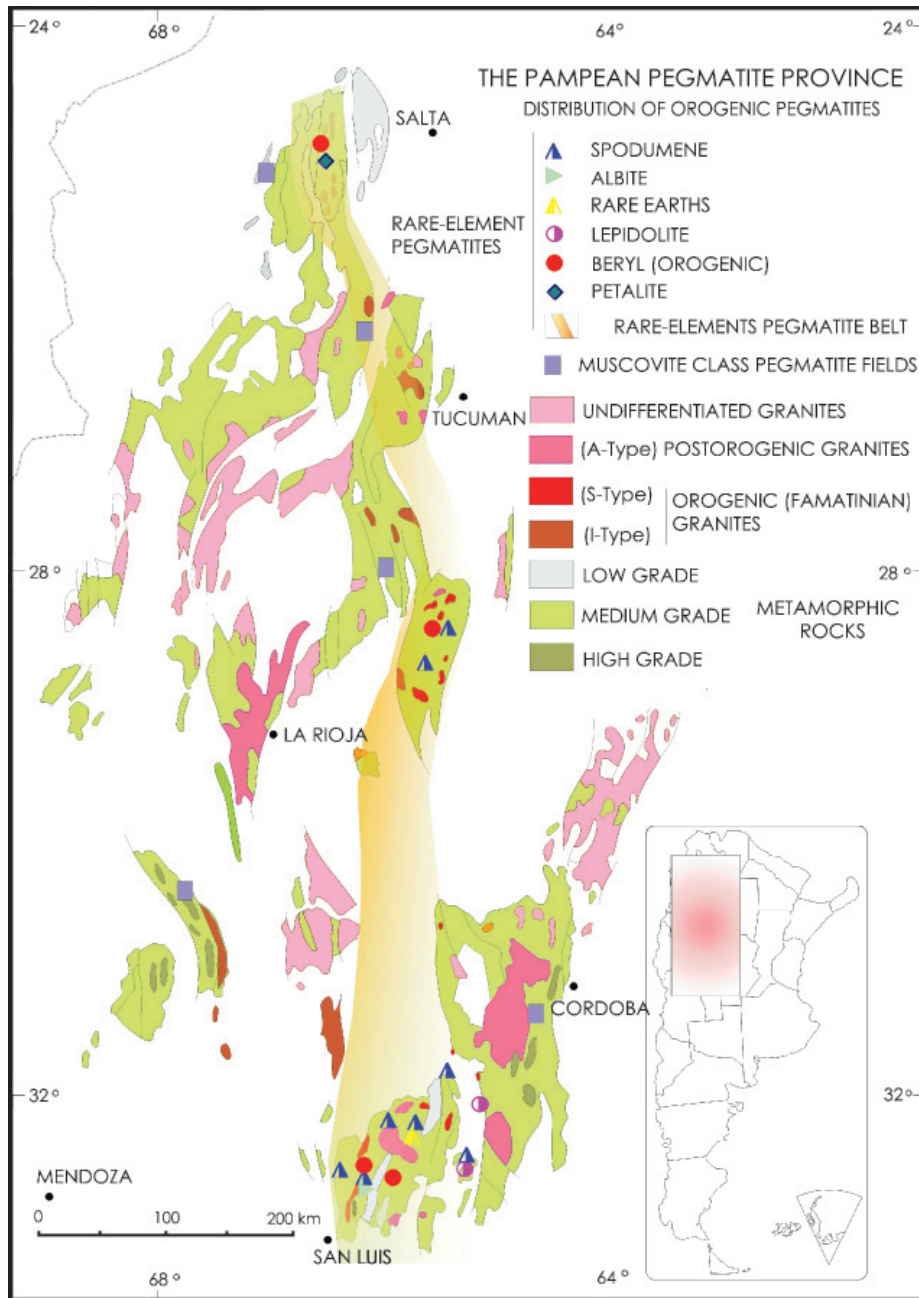 24°
68°
64°
24°
THE PAMPEAN PEGMATITE PROVINCE
DISTRIBUTION OF OROGENIC PEGMATITES
SALTA
SPODUMENE
ALBITE
RARE EARTHS
LEPIDOLITE
BERYL (OROGENIC)
PETALITE
RARE-ELEMENT
PEGMATITES
RARE-ELEMENTS PEGMATITE BELT
MUSCOVITE CLASS PEGMATITE FIELDS
TUCUMAN
UNDIFFERENTIATED GRANITES
(A-Type) POSTOROGENIC GRANITES
(S-Type)
(I-Type)
OROGENIC (FAMATINIAN)
GRANITES
28°
28°
LOW GRADE
MEDIUM GRADE
HIGH GRADE
METAMORPHIC
ROCKS
LA RIOJA
CORDOBA
32°
32°
MENDOZA
0
100
200 km
SAN LUIS
68°
64°